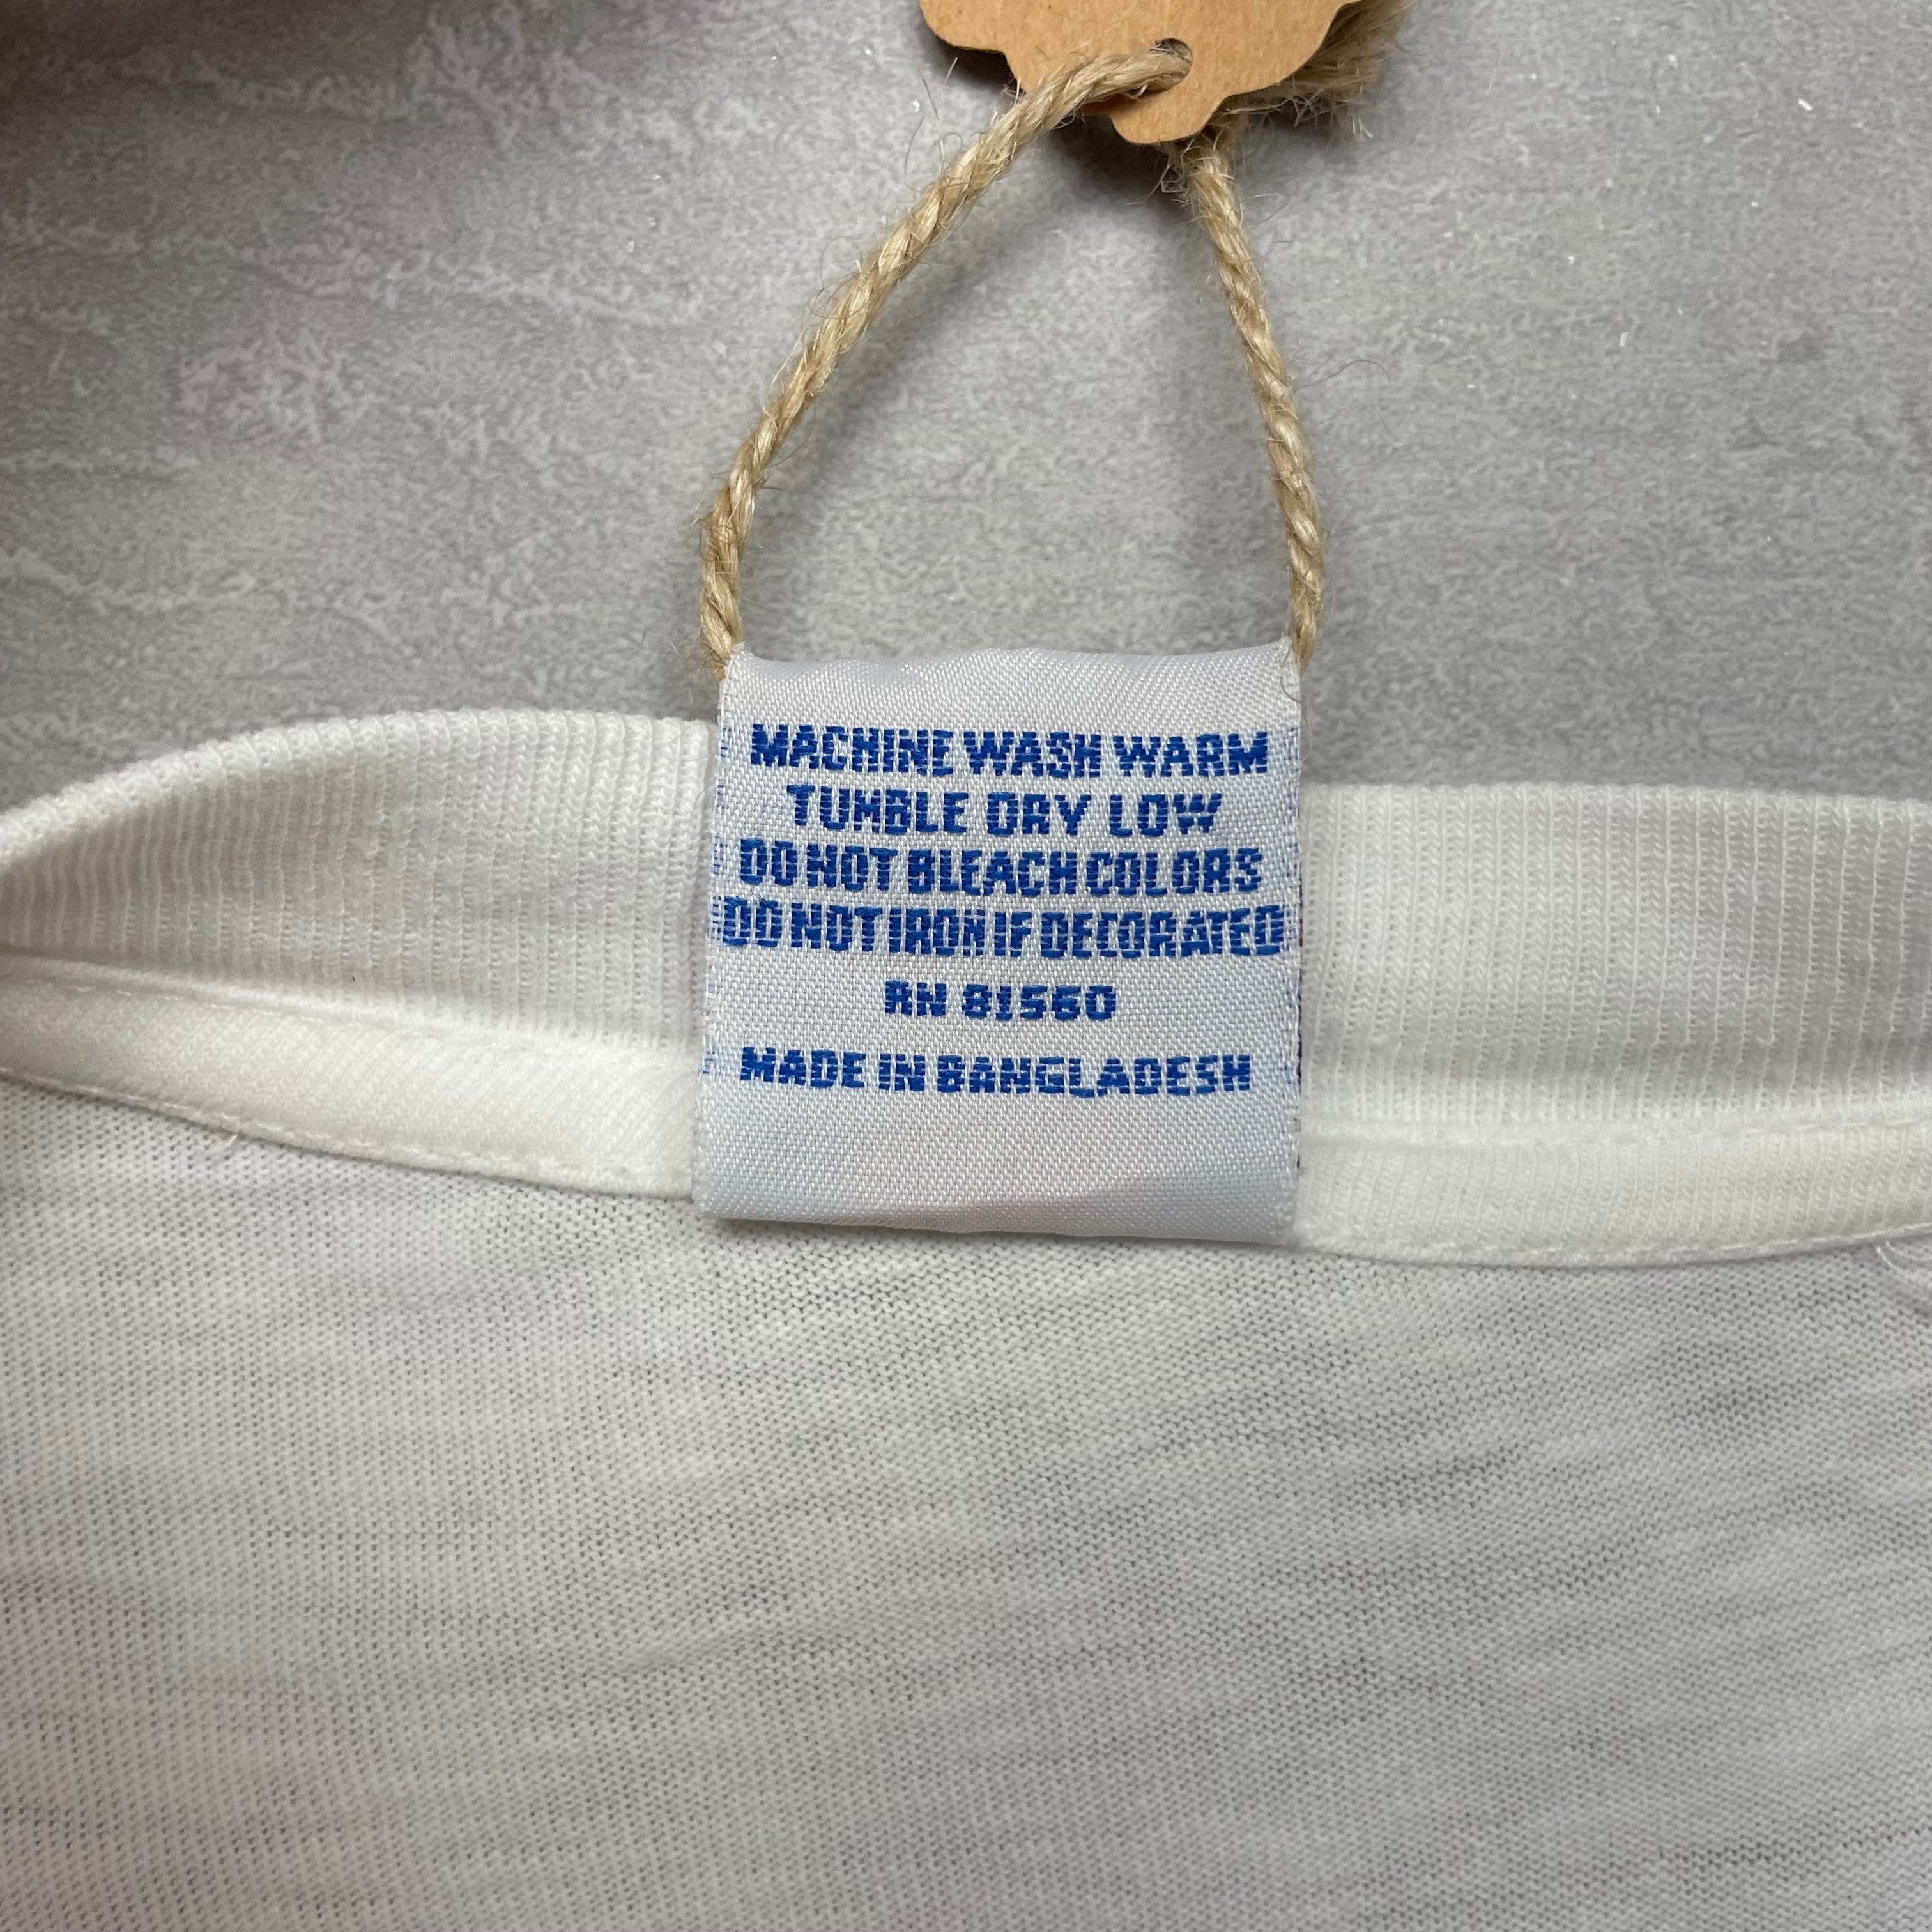 MACHINE WASH WARM
TUMBLE DRY LOW
DO NOT BLEACH COLORS
DO NOT IRON IF DECORATED
RN 81560
MADE IN BANGLADESH